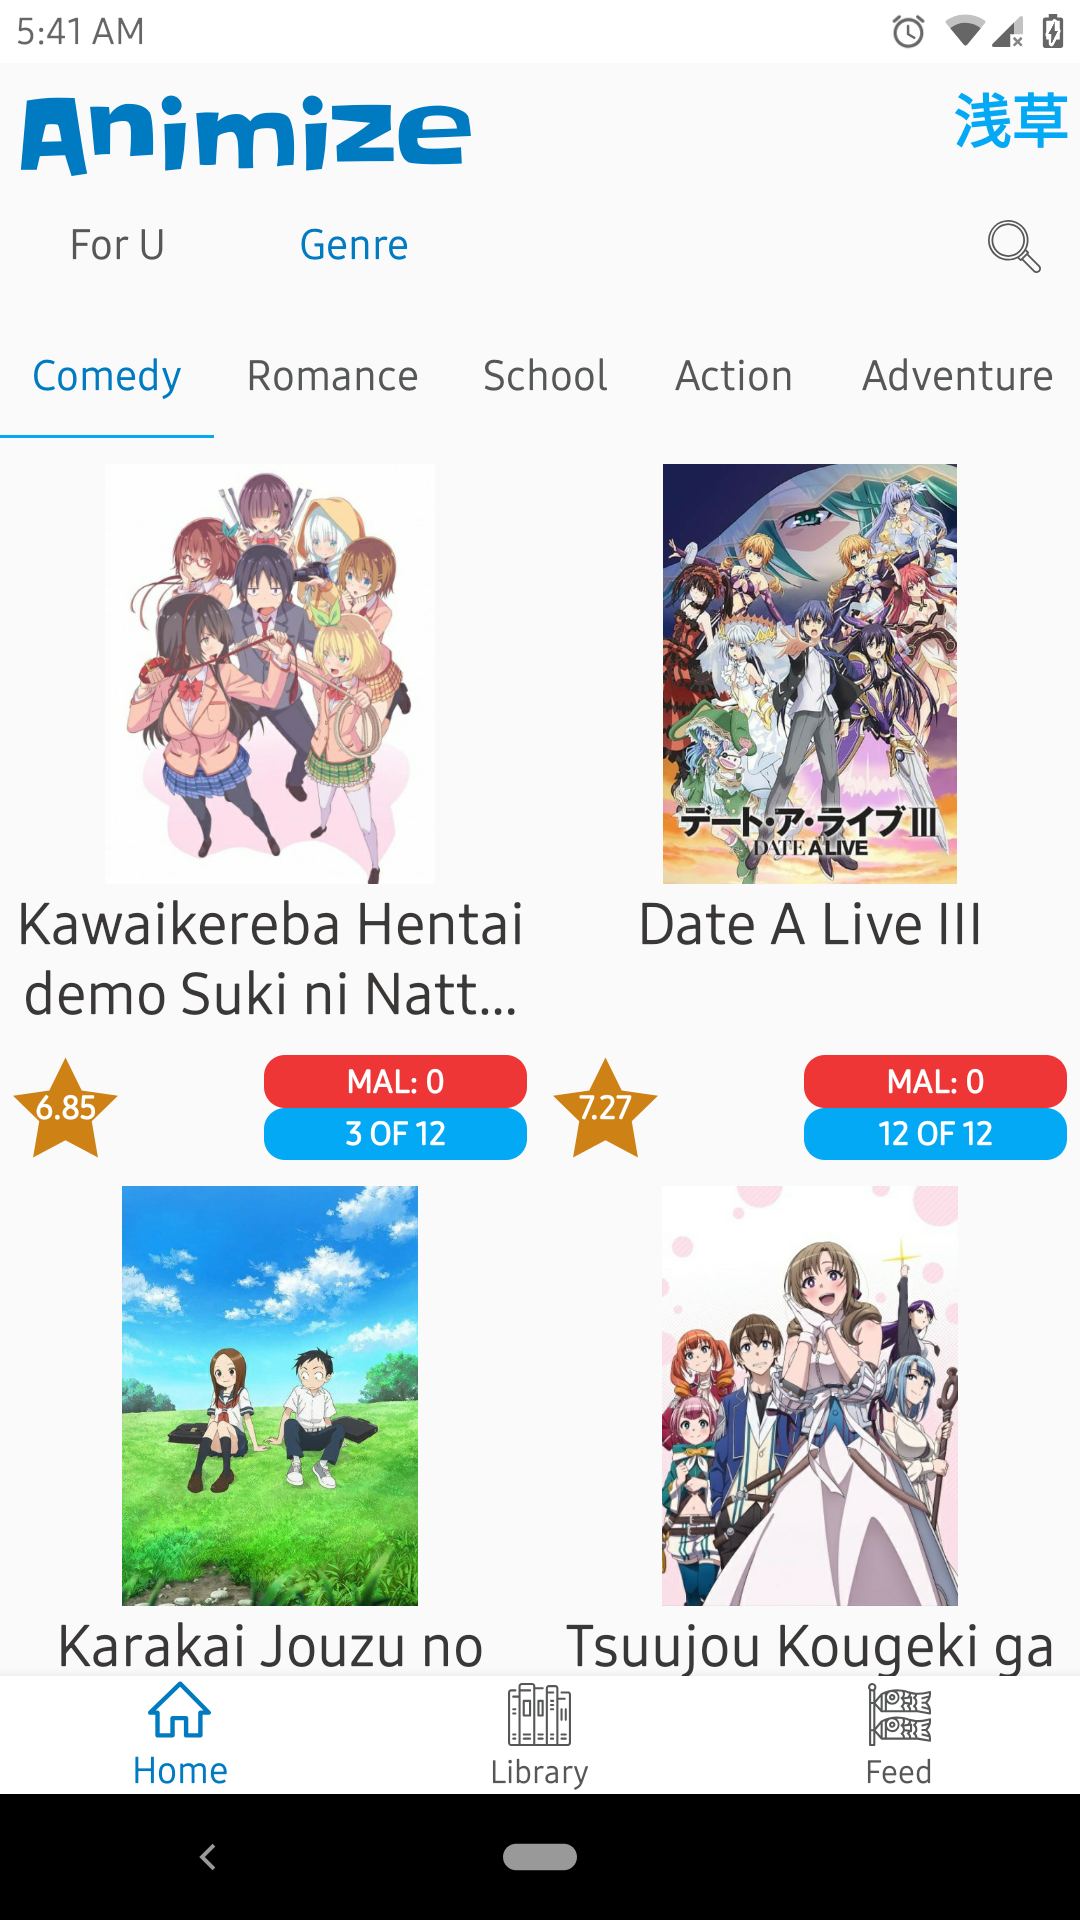 5:41 AM
Animize
浅草
For U
Genre
Comedy
Romance
School
Action
Adventure
デート・ア・ライブIII
DATE A LIVE
Kawaikereba Hentai
demo Suki ni Natt...
Date A Live III
6.85
MAL: 0
3 OF 12
7.27
MAL: 0
12 OF 12
Karakai Jouzu no
Tsuujou Kougeki ga
Home
Library
Feed